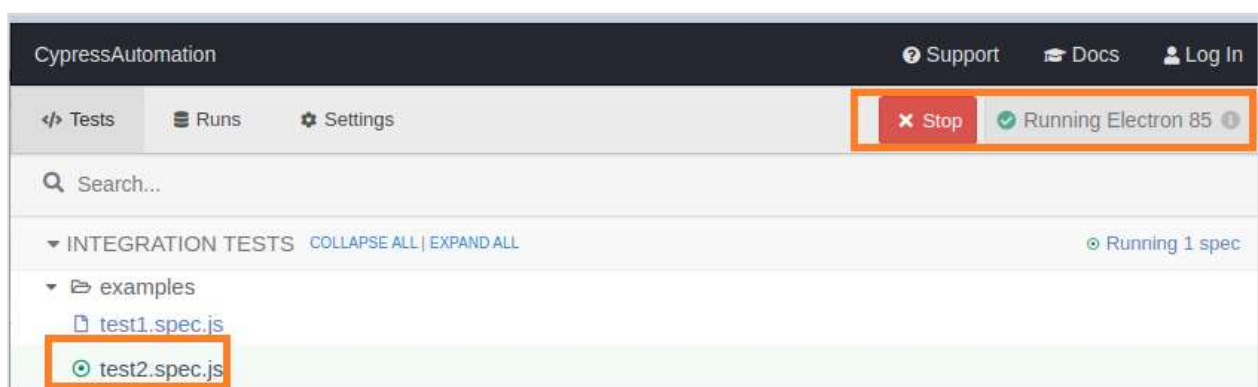 CypressAutomation Support Docs Log In
</> Tests Runs Settings Stop Running Electron 85
Search...
INTEGRATION TESTS COLLAPSE ALL | EXPAND ALL Running 1 spec
examples
test1.spec.js
test2.spec.js